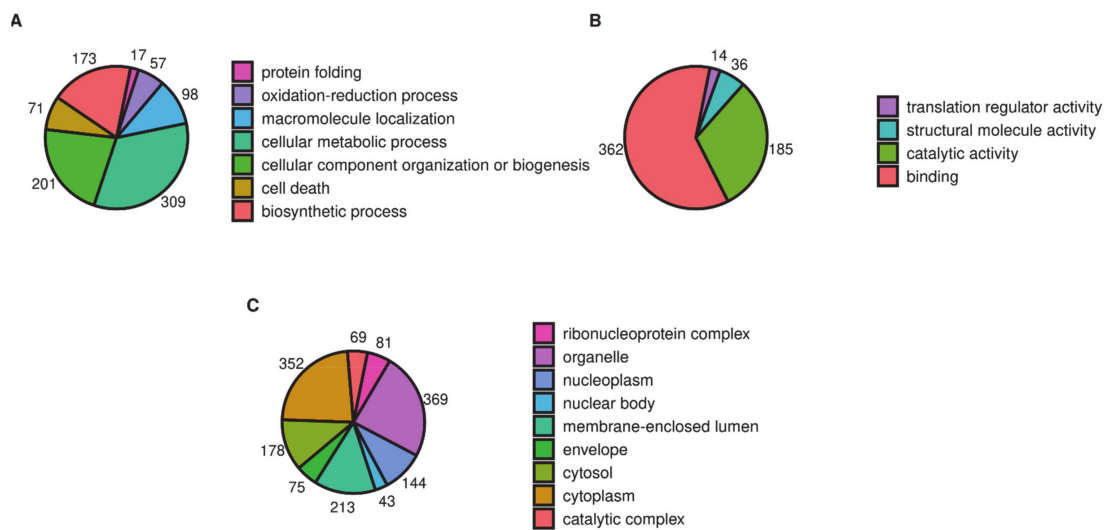 A
173
17
57
98
309
201
71
protein folding
oxidation-reduction process
macromolecule localization
cellular metabolic process
cellular component organization or biogenesis
cell death
biosynthetic process
B
14
36
185
362
translation regulator activity
structural molecule activity
catalytic activity
binding
C
69
81
369
144
43
213
75
178
352
ribonucleoprotein complex
organelle
nucleoplasm
nuclear body
membrane-enclosed lumen
envelope
cytosol
cytoplasm
catalytic complex